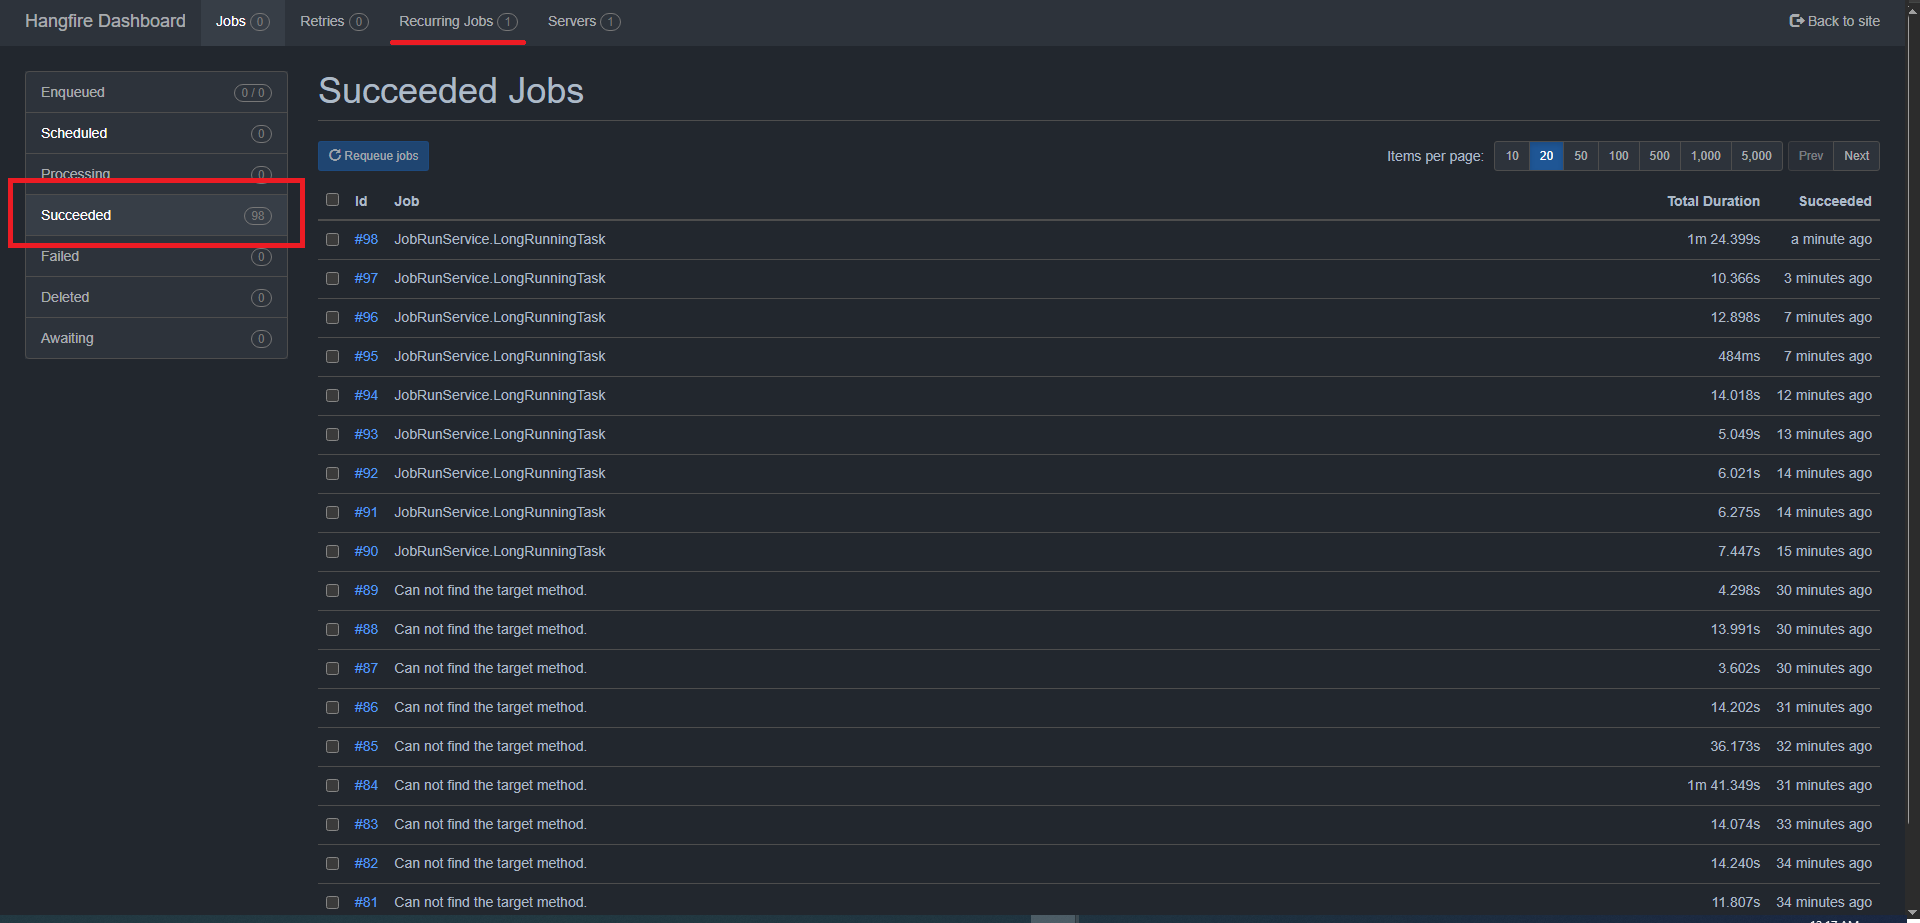 Hangfire Dashboard Jobs 0 Retries 0 Recurring Jobs 1 Servers 1 Back to site
Enqueued 0 / 0
Scheduled 0
Processing 0
Succeeded 98
Failed 0
Deleted 0
Awaiting 0
Succeeded Jobs
Requeue jobs Items per page: 10 20 50 100 500 1,000 5,000 Prev Next
Id Job Total Duration Succeeded
#98 JobRunService.LongRunningTask 1m 24.399s a minute ago
#97 JobRunService.LongRunningTask 10.366s 3 minutes ago
#96 JobRunService.LongRunningTask 12.898s 7 minutes ago
#95 JobRunService.LongRunningTask 484ms 7 minutes ago
#94 JobRunService.LongRunningTask 14.018s 12 minutes ago
#93 JobRunService.LongRunningTask 5.049s 13 minutes ago
#92 JobRunService.LongRunningTask 6.021s 14 minutes ago
#91 JobRunService.LongRunningTask 6.275s 14 minutes ago
#90 JobRunService.LongRunningTask 7.447s 15 minutes ago
#89 Can not find the target method. 4.298s 30 minutes ago
#88 Can not find the target method. 13.991s 30 minutes ago
#87 Can not find the target method. 3.602s 30 minutes ago
#86 Can not find the target method. 14.202s 31 minutes ago
#85 Can not find the target method. 36.173s 32 minutes ago
#84 Can not find the target method. 1m 41.349s 31 minutes ago
#83 Can not find the target method. 14.074s 33 minutes ago
#82 Can not find the target method. 14.240s 34 minutes ago
#81 Can not find the target method. 11.807s 34 minutes ago